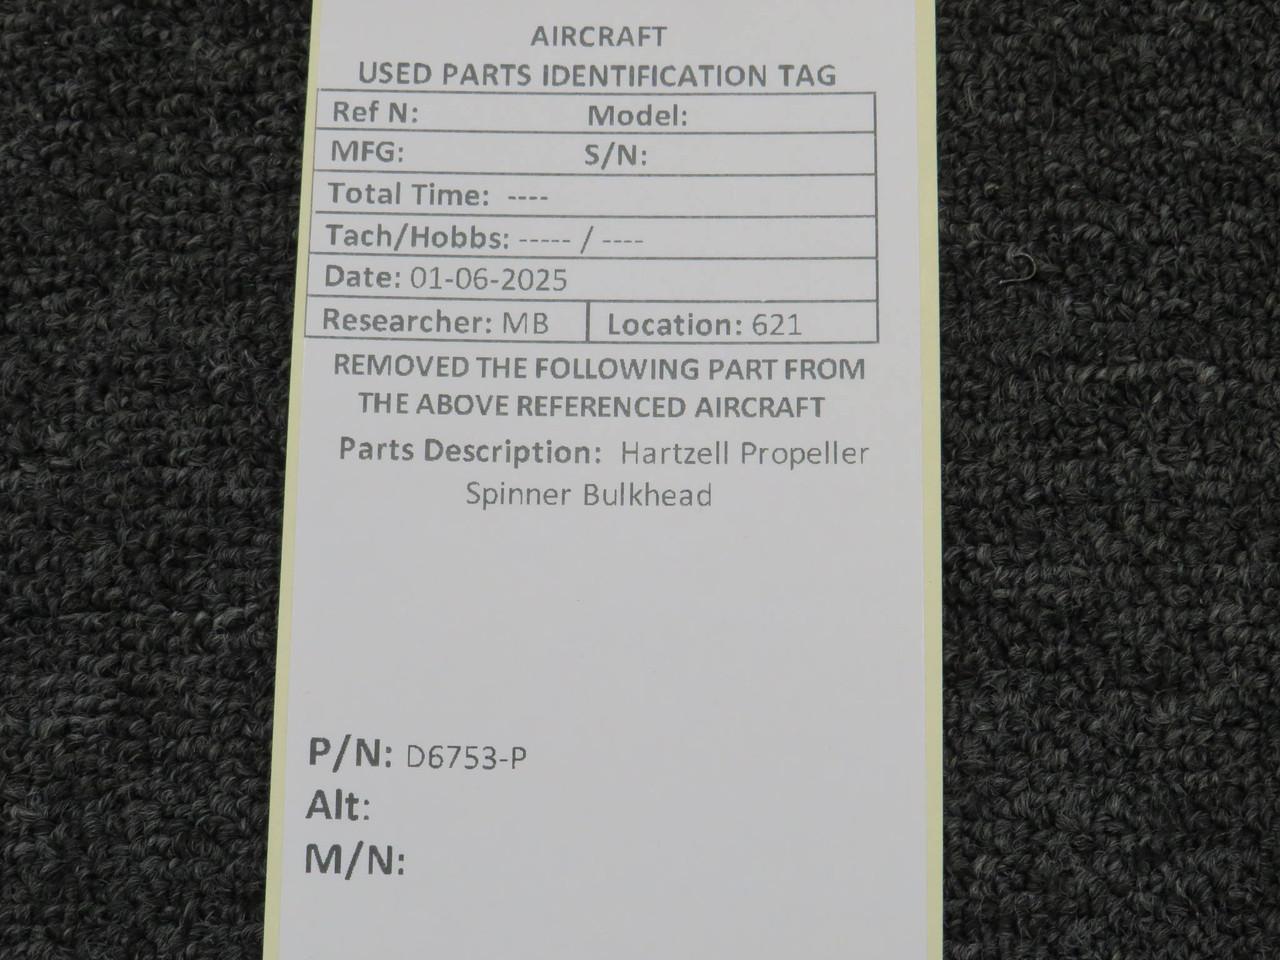 AIRCRAFT
USED PARTS IDENTIFICATION TAG
Ref N: Model:
MFG: S/N:
Total Time: ----
Tach/Hobbs: ----- / ----
Date: 01-06-2025
Researcher: MB Location: 621
REMOVED THE FOLLOWING PART FROM
THE ABOVE REFERENCED AIRCRAFT
Parts Description: Hartzell Propeller
Spinner Bulkhead
P/N: D6753-P
Alt:
M/N: